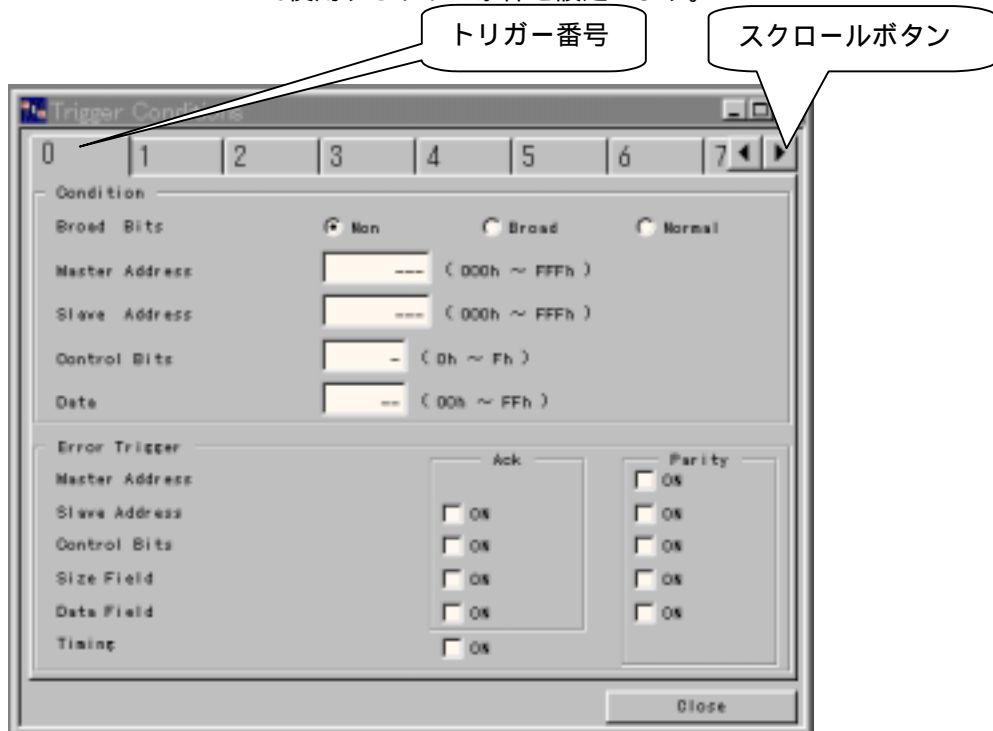 トリガー番号 スクロールボタン
Trigger Conditions
0 1 2 3 4 5 6 7
Condition
Broad Bits Non Broad Normal
Master Address --- ( 000h ～ FFFh )
Slave Address --- ( 000h ～ FFFh )
Control Bits - ( 0h ～ Fh )
Data -- ( 00h ～ FFh )
Error Trigger Ack Parity
Master Address ON
Slave Address ON ON
Control Bits ON ON
Size Field ON ON
Data Field ON ON
Timing ON
Close